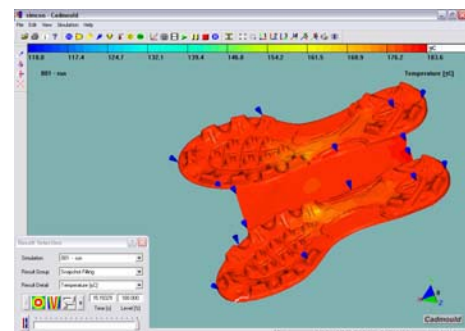 simcon - Cadmould
File Edit View Simulation Help
110.0 117.4 124.7 132.1 139.4 146.8 154.2 161.5 168.9 176.2 183.6
001 - run
Temperature [yC]
Result Selection
Simulation 001 - run
Result Group Snapshot Filling
Result Detail Temperature [yC]
100.000
Time [s] Level [%]
Cadmould